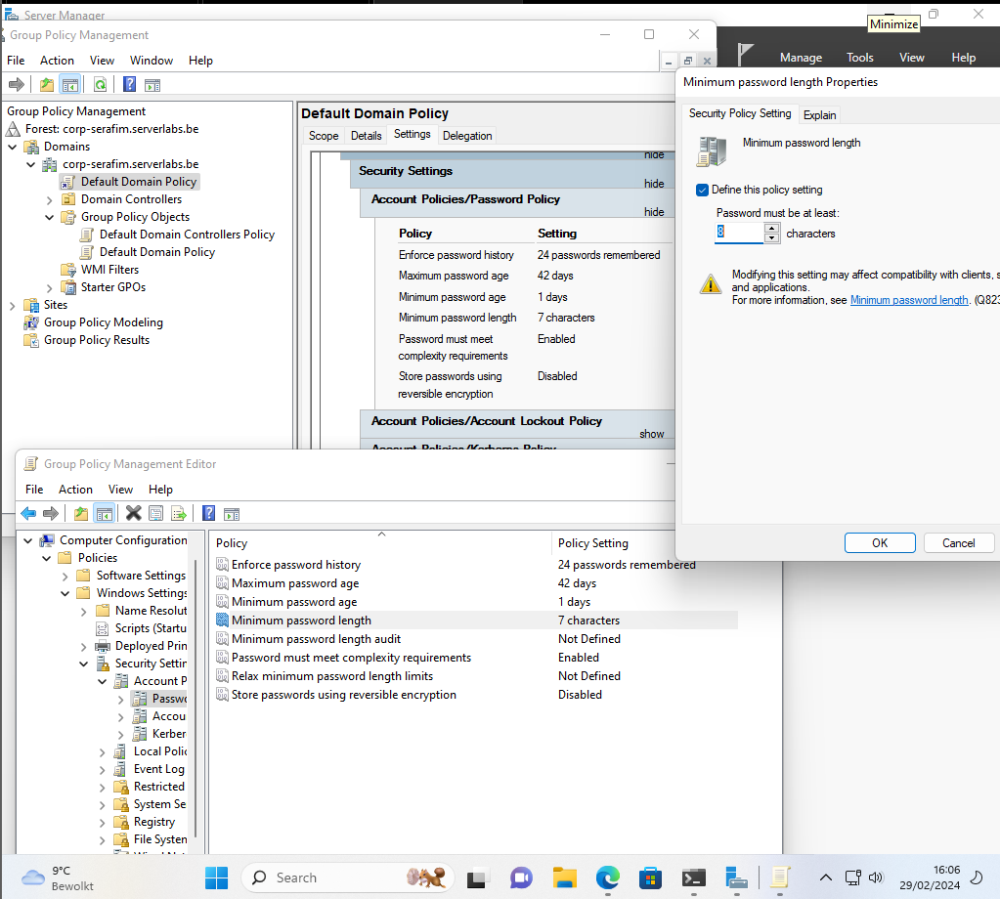 Server Manager
Minimize
Group Policy Management
File Action View Window Help
Manage Tools View Help
Group Policy Management
Forest: corp-serafim.serverlabs.be
Domains
corp-serafim.serverlabs.be
Default Domain Policy
Domain Controllers
Group Policy Objects
Default Domain Controllers Policy
Default Domain Policy
WMI Filters
Starter GPOs
Sites
Group Policy Modeling
Group Policy Results
Default Domain Policy
Scope Details Settings Delegation
hide
Security Settings
hide
Account Policies/Password Policy
hide
Policy Setting
Enforce password history 24 passwords remembered
Maximum password age 42 days
Minimum password age 1 days
Minimum password length 7 characters
Password must meet complexity requirements Enabled
Store passwords using reversible encryption Disabled
Account Policies/Account Lockout Policy
show
Account Policies/Kerberos Policy
Minimum password length Properties
Security Policy Setting Explain
Minimum password length
Define this policy setting
Password must be at least:
8 characters
Modifying this setting may affect compatibility with clients, s
and applications.
For more information, see Minimum password length. (Q823
OK Cancel
Group Policy Management Editor
File Action View Help
Computer Configuration
Policies
Software Settings
Windows Settings
Name Resolut
Scripts (Startu
Deployed Prin
Security Settin
Account P
Passwo
Accou
Kerber
Local Polic
Event Log
Restricted
System Se
Registry
File System
Policy Policy Setting
Enforce password history 24 passwords remembered
Maximum password age 42 days
Minimum password age 1 days
Minimum password length 7 characters
Minimum password length audit Not Defined
Password must meet complexity requirements Enabled
Relax minimum password length limits Not Defined
Store passwords using reversible encryption Disabled
9°C
Bewolkt
Search
16:06
29/02/2024